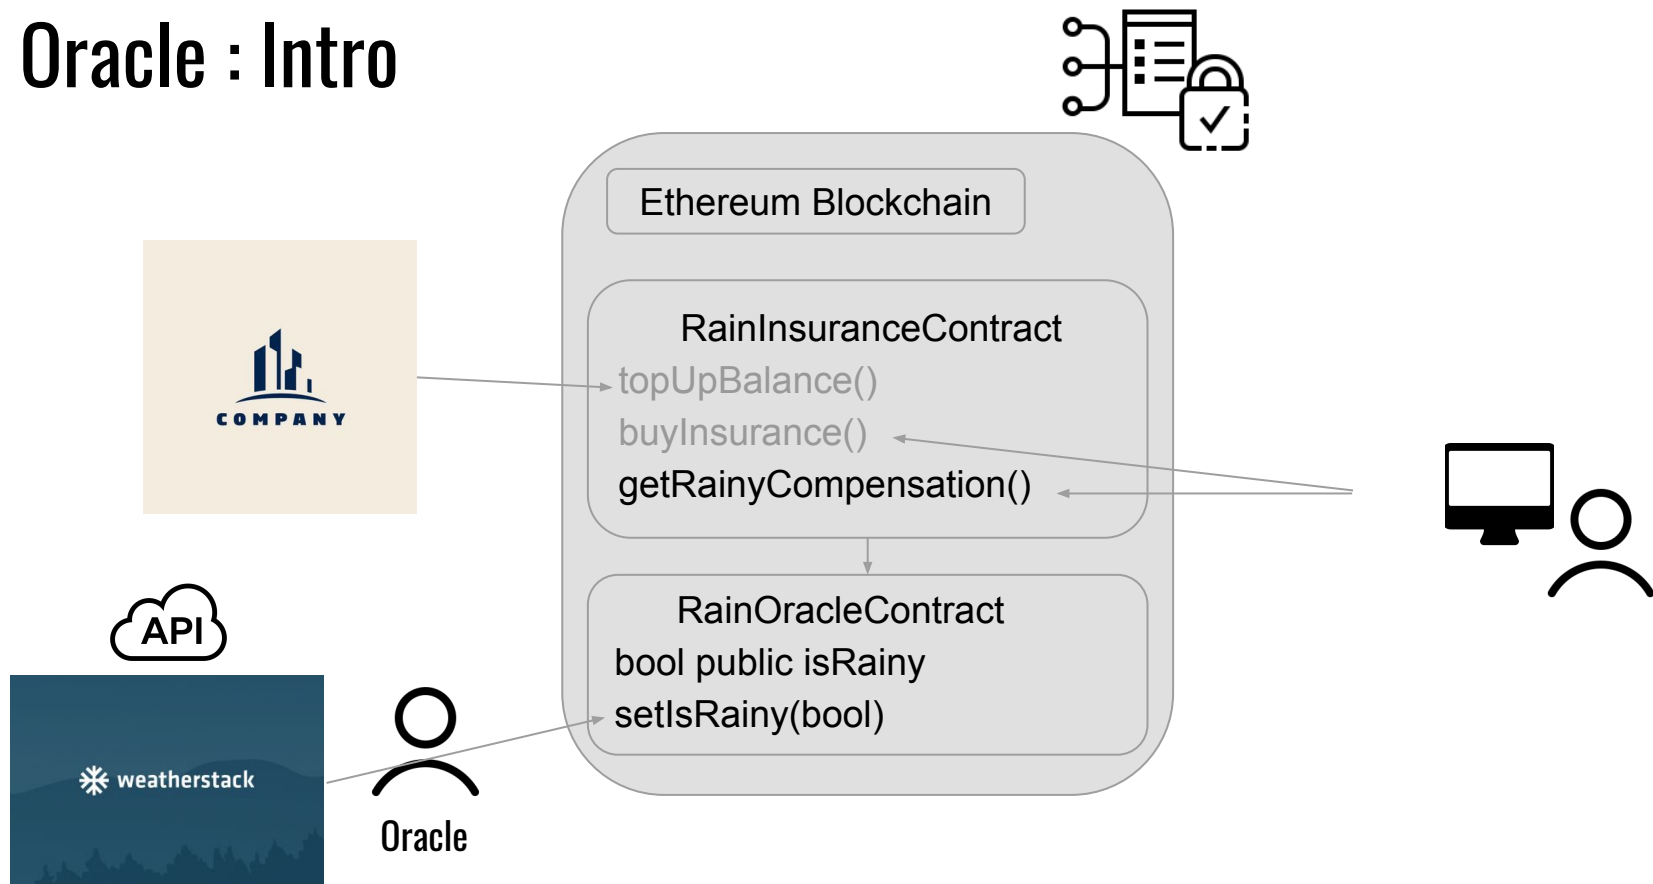 Oracle : Intro
Ethereum Blockchain
RainInsuranceContract
topUpBalance()
buyInsurance()
getRainyCompensation()
COMPANY
RainOracleContract
bool public isRainy
setIsRainy(bool)
API
weatherstack
Oracle